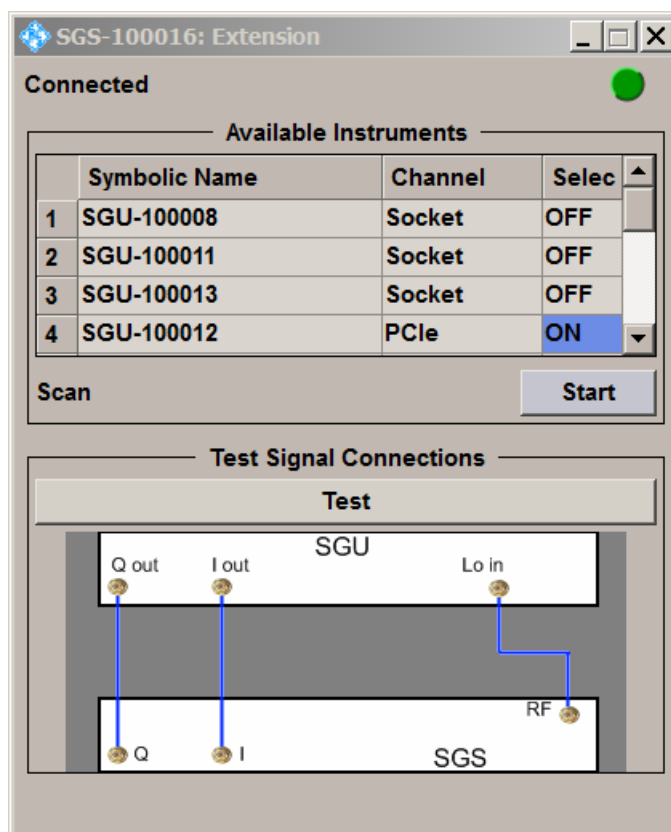 SGS-100016: Extension
Connected
Available Instruments
Symbolic Name Channel Selec
1 SGU-100008 Socket OFF
2 SGU-100011 Socket OFF
3 SGU-100013 Socket OFF
4 SGU-100012 PCIe ON
Scan Start
Test Signal Connections
Test
SGU
Q out I out Lo in
RF
Q I SGS